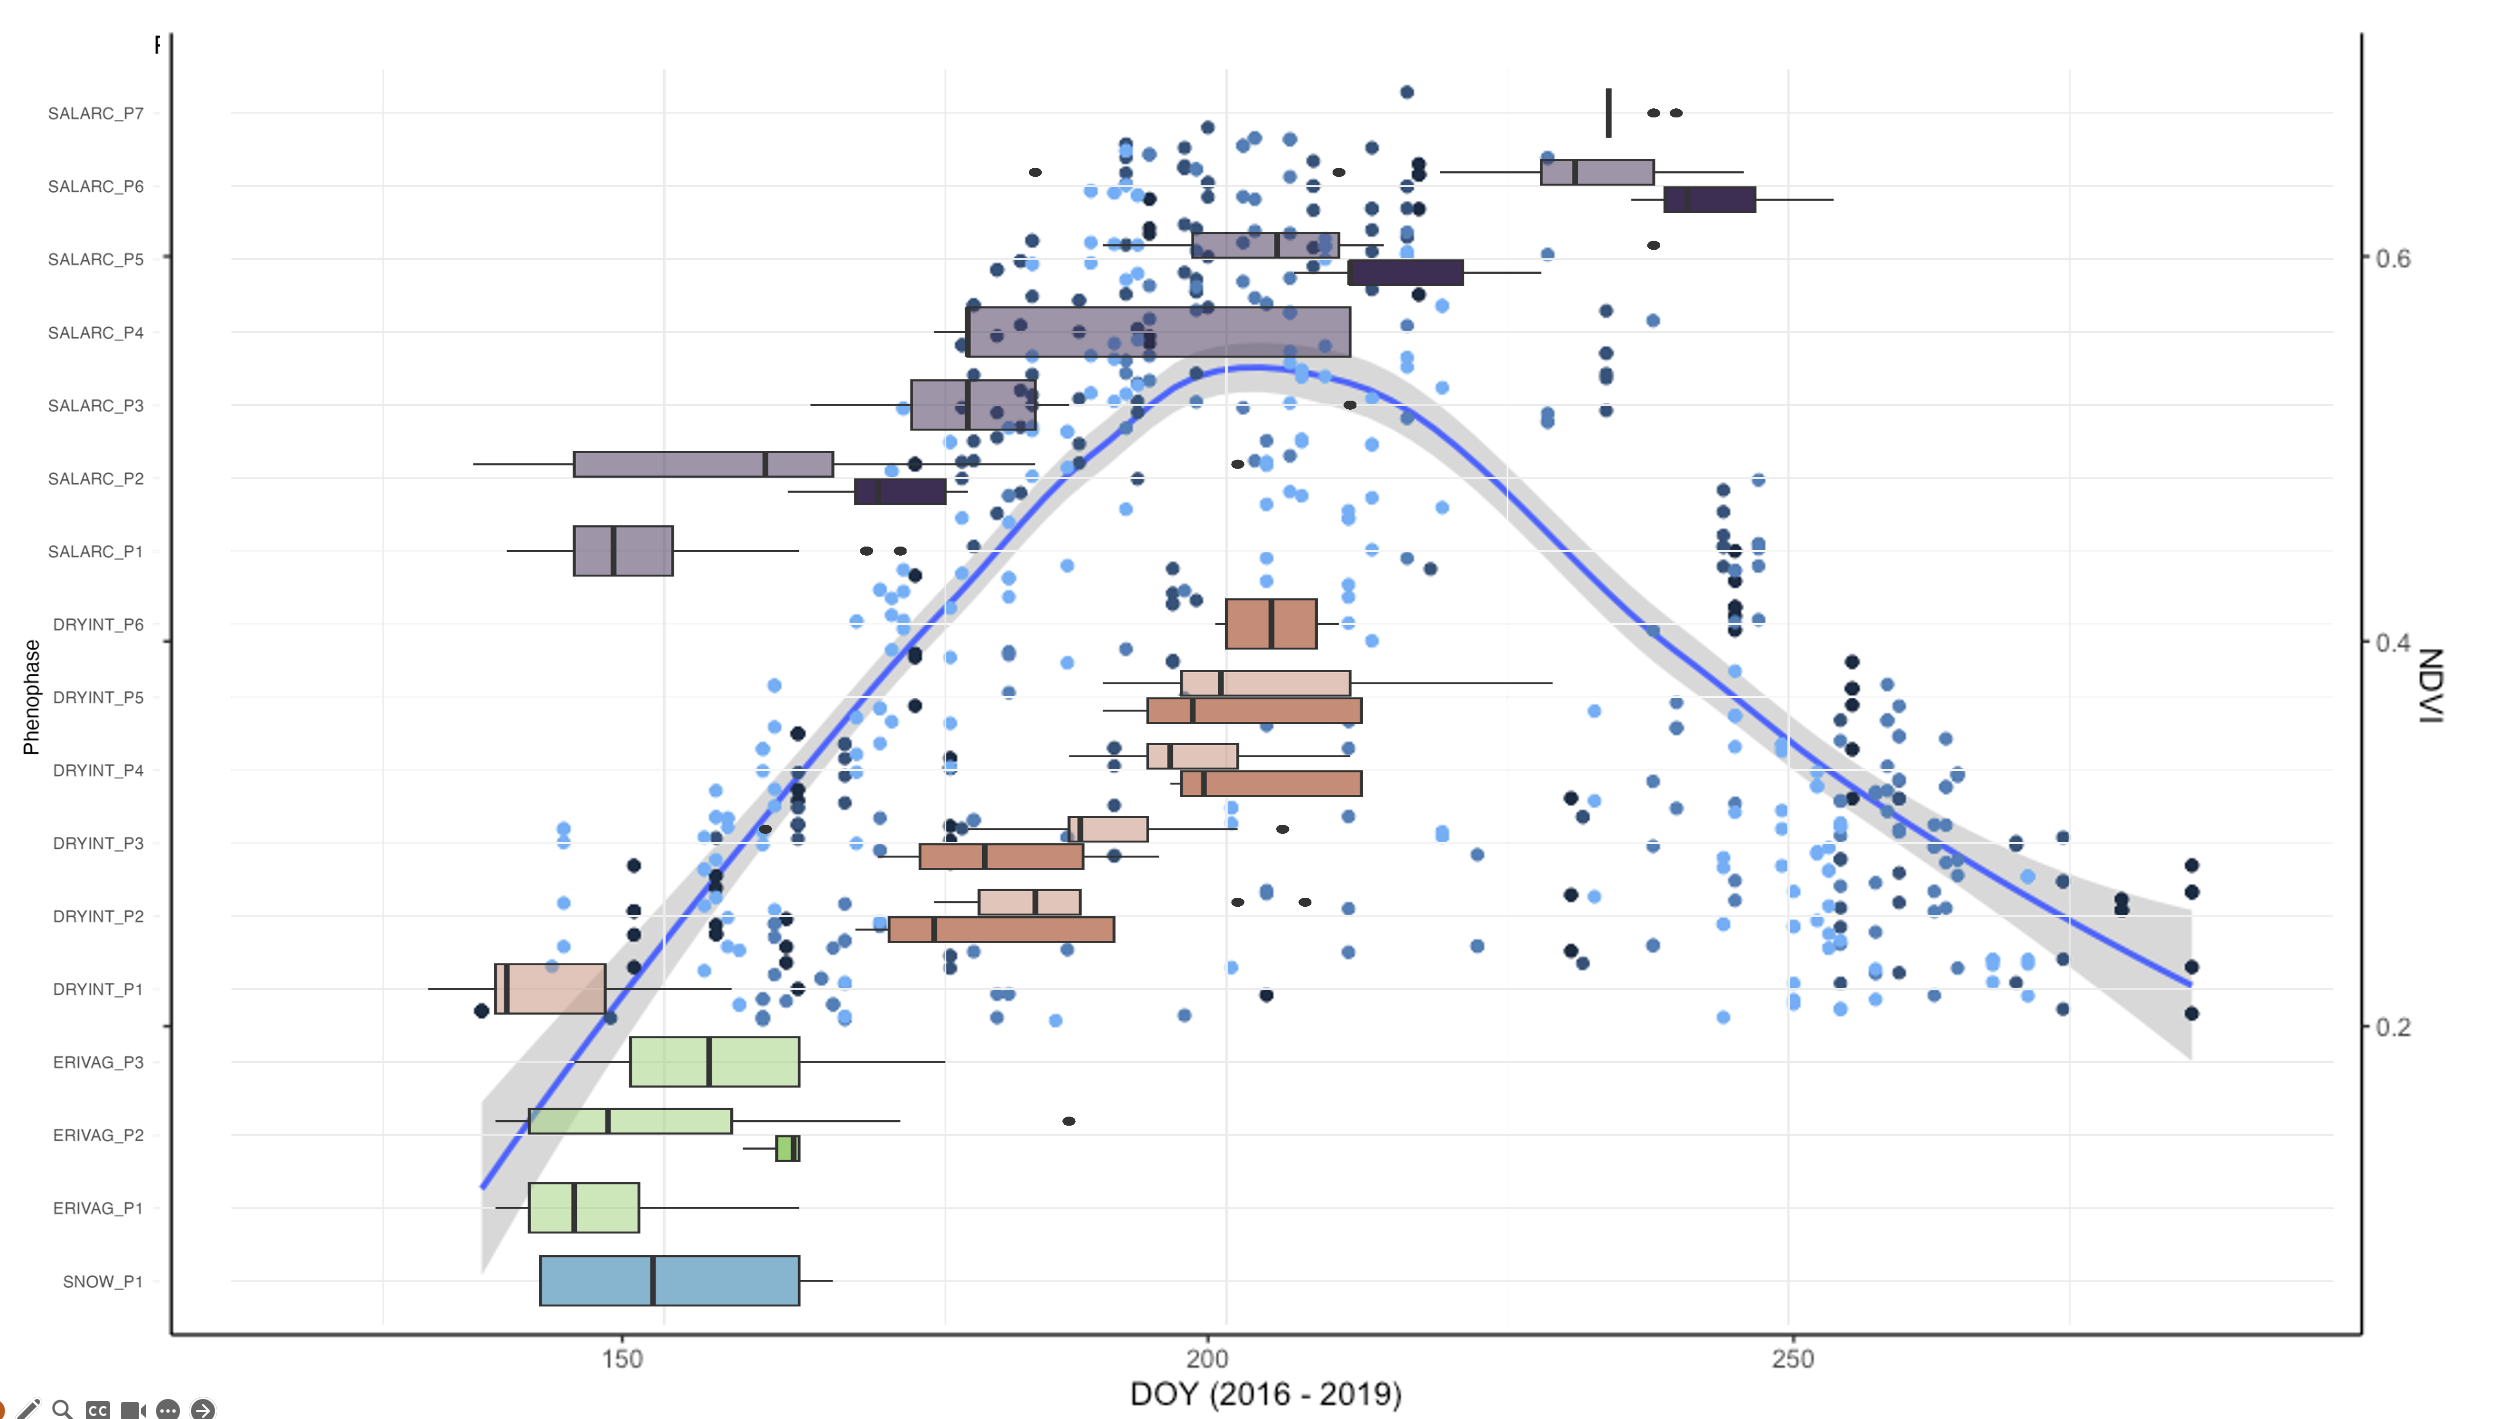 SALARC_P7
SALARC_P6
SALARC_P5
0.6
SALARC_P4
SALARC_P3
SALARC_P2
SALARC_P1
DRYINT_P6
0.4
Phenophase
NDVI
DRYINT_P5
DRYINT_P4
DRYINT_P3
DRYINT_P2
DRYINT_P1
0.2
ERIVAG_P3
ERIVAG_P2
ERIVAG_P1
SNOW_P1
150 200 250
DOY (2016 - 2019)
CC